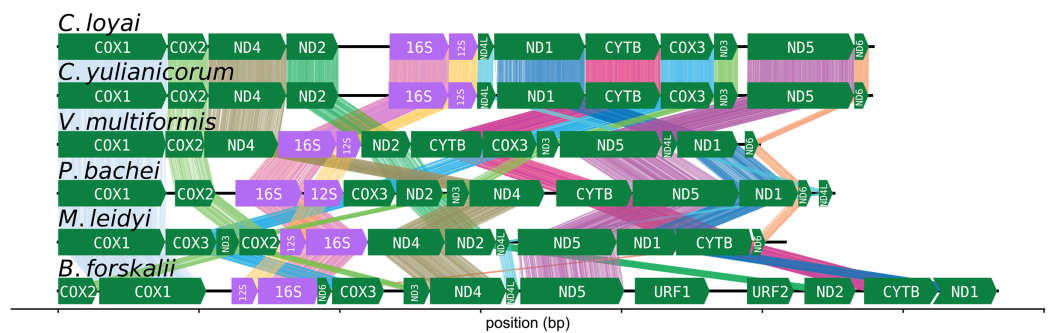 C. loyai
COX1 COX2 ND4 ND2 16S 12S ND4L ND1 CYTB COX3 ND3 ND5 ND6
C. yulianicorum
COX1 COX2 ND4 ND2 16S 12S ND4L ND1 CYTB COX3 ND3 ND5 ND6
V. multiformis
COX1 COX2 ND4 16S 12S ND2 CYTB COX3 ND3 ND5 ND4L ND1 ND6
P. bachei
COX1 COX2 16S 12S COX3 ND2 ND3 ND4 CYTB ND5 ND1 ND6 ND4L
M. leidyi
COX1 COX3 ND3 COX2 12S 16S ND4 ND2 ND4L ND5 ND1 CYTB ND6
B. forskalii
COX2 COX1 12S 16S ND6 COX3 ND3 ND4 ND4L ND5 URF1 URF2 ND2 CYTB ND1
position (bp)